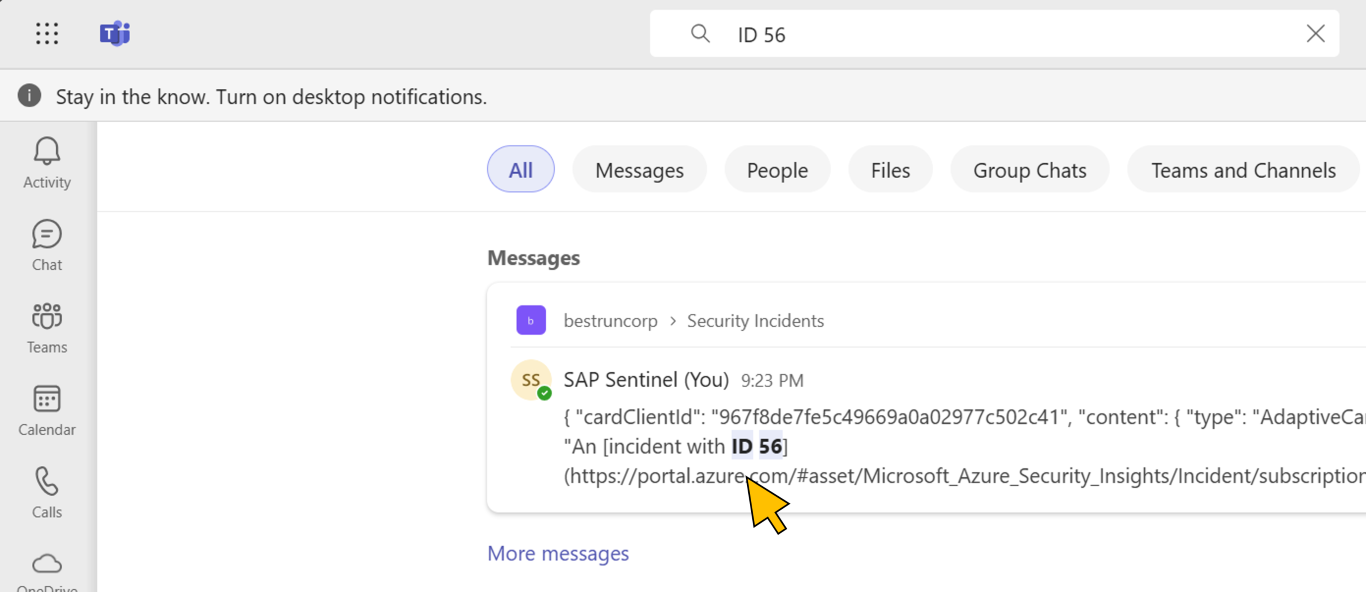 ID 56
Stay in the know. Turn on desktop notifications.
Activity
Chat
Teams
Calendar
Calls
OneDrive
All
Messages
People
Files
Group Chats
Teams and Channels
Messages
b
bestruncorp > Security Incidents
SS
SAP Sentinel (You) 9:23 PM
{ "cardClientId": "967f8de7fe5c49669a0a02977c502c41", "content": { "type": "AdaptiveCar
"An [incident with ID 56]
(https://portal.azure.com/#asset/Microsoft_Azure_Security_Insights/Incident/subscription
More messages